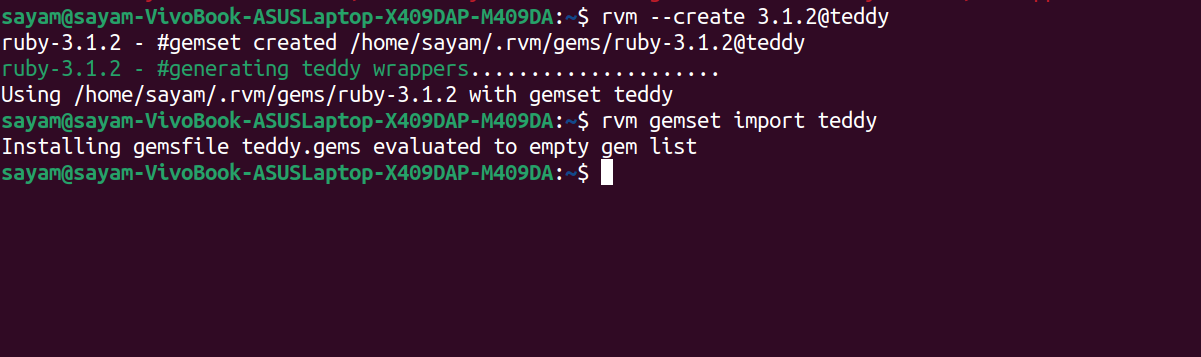 sayam@sayam-VivoBook-ASUSLaptop-X409DAP-M409DA:~$ rvm --create 3.1.2@teddy
ruby-3.1.2 - #gemset created /home/sayam/.rvm/gems/ruby-3.1.2@teddy
ruby-3.1.2 - #generating teddy wrappers.....................
Using /home/sayam/.rvm/gems/ruby-3.1.2 with gemset teddy
sayam@sayam-VivoBook-ASUSLaptop-X409DAP-M409DA:~$ rvm gemset import teddy
Installing gemsfile teddy.gems evaluated to empty gem list
sayam@sayam-VivoBook-ASUSLaptop-X409DAP-M409DA:~$